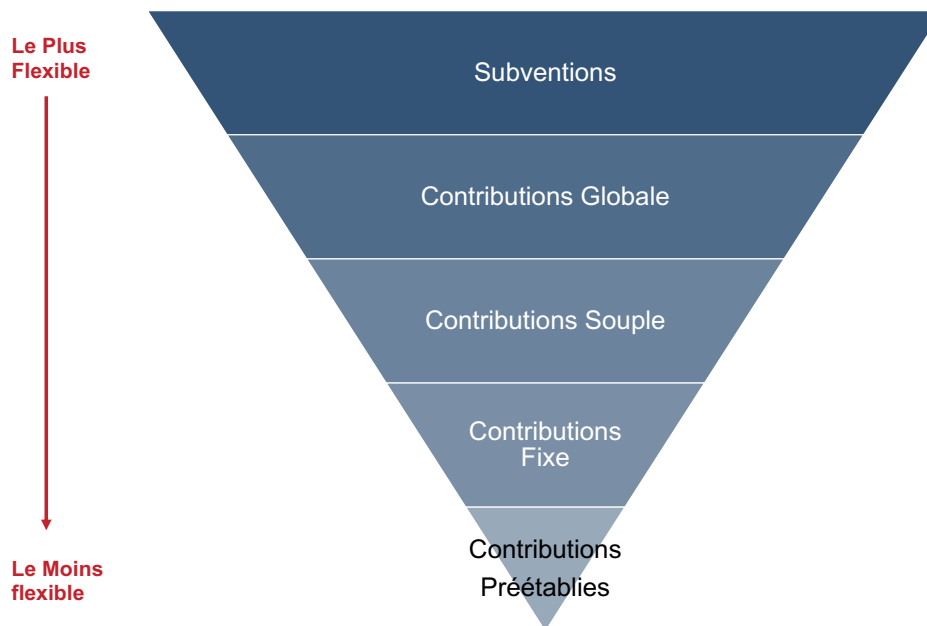 Le Plus
Flexible
Subventions
Contributions Globale
Contributions Souple
Contributions
Fixe
Contributions
Préétablies
Le Moins
flexible